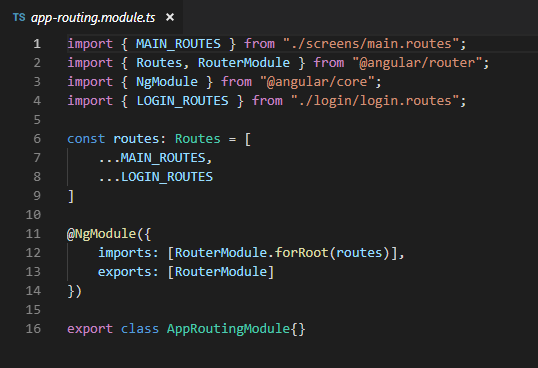 TS app-routing.module.ts ×
1 import { MAIN_ROUTES } from "./screens/main.routes";
2 import { Routes, RouterModule } from "@angular/router";
3 import { NgModule } from "@angular/core";
4 import { LOGIN_ROUTES } from "./login/login.routes";
5
6 const routes: Routes = [
7     ...MAIN_ROUTES,
8     ...LOGIN_ROUTES
9 ]
10
11 @NgModule({
12     imports: [RouterModule.forRoot(routes)],
13     exports: [RouterModule]
14 })
15
16 export class AppRoutingModule{}